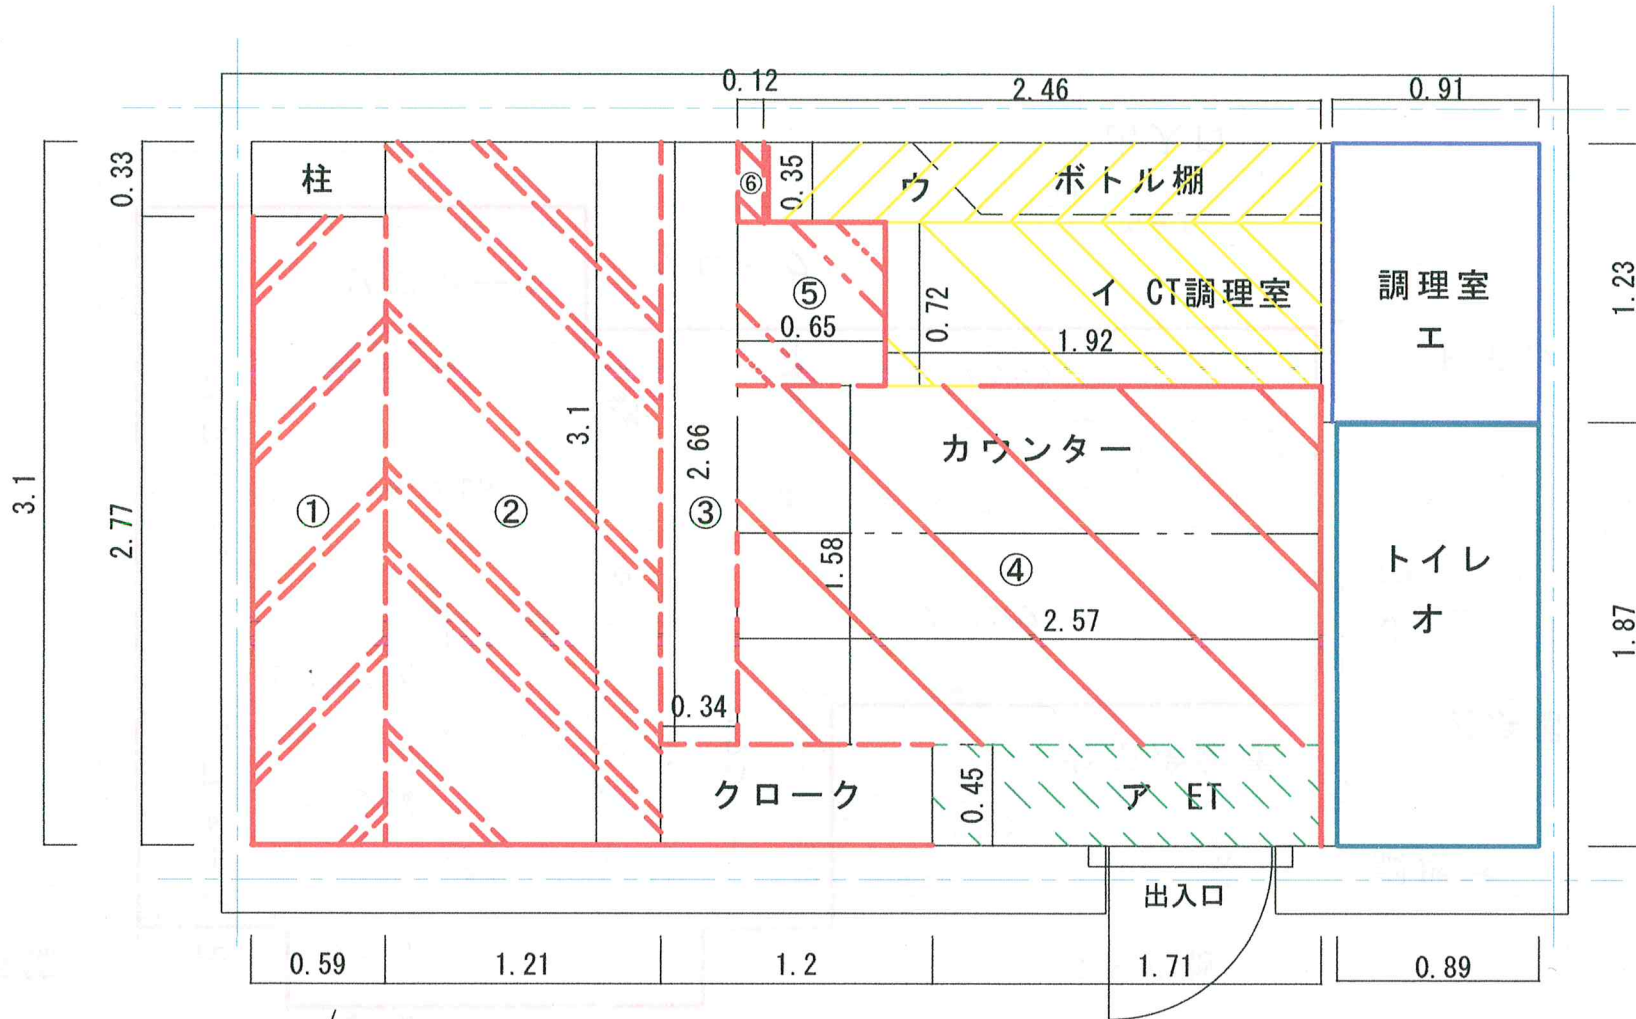 0.12
2.46
0.91
柱
⑥
0.35
ウ
ボトル棚
0.33
⑤
0.65
0.72
イ CT調理室
1.92
調理室
エ
1.23
3.1
2.77
①
②
3.1
2.66
③
カウンター
1.58
④
2.57
トイレ
オ
1.87
0.34
クローク
0.45
ア ET
出入口
0.59
1.21
1.2
1.71
0.89